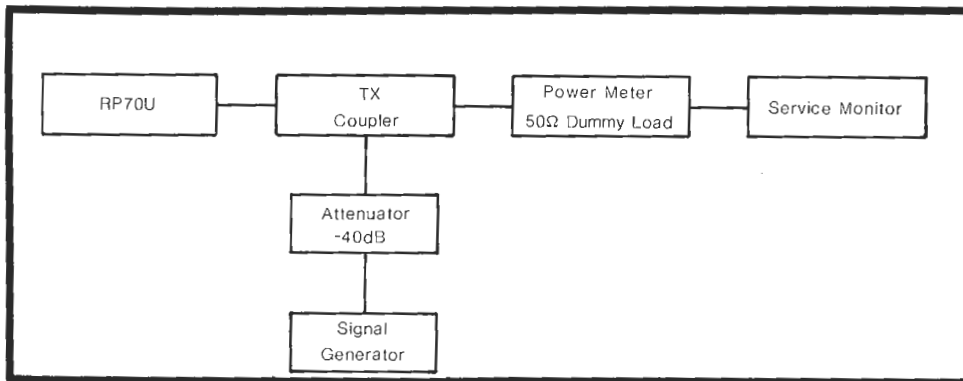 RP70U
TX
Coupler
Power Meter
50Ω Dummy Load
Service Monitor
Attenuator
-40dB
Signal
Generator